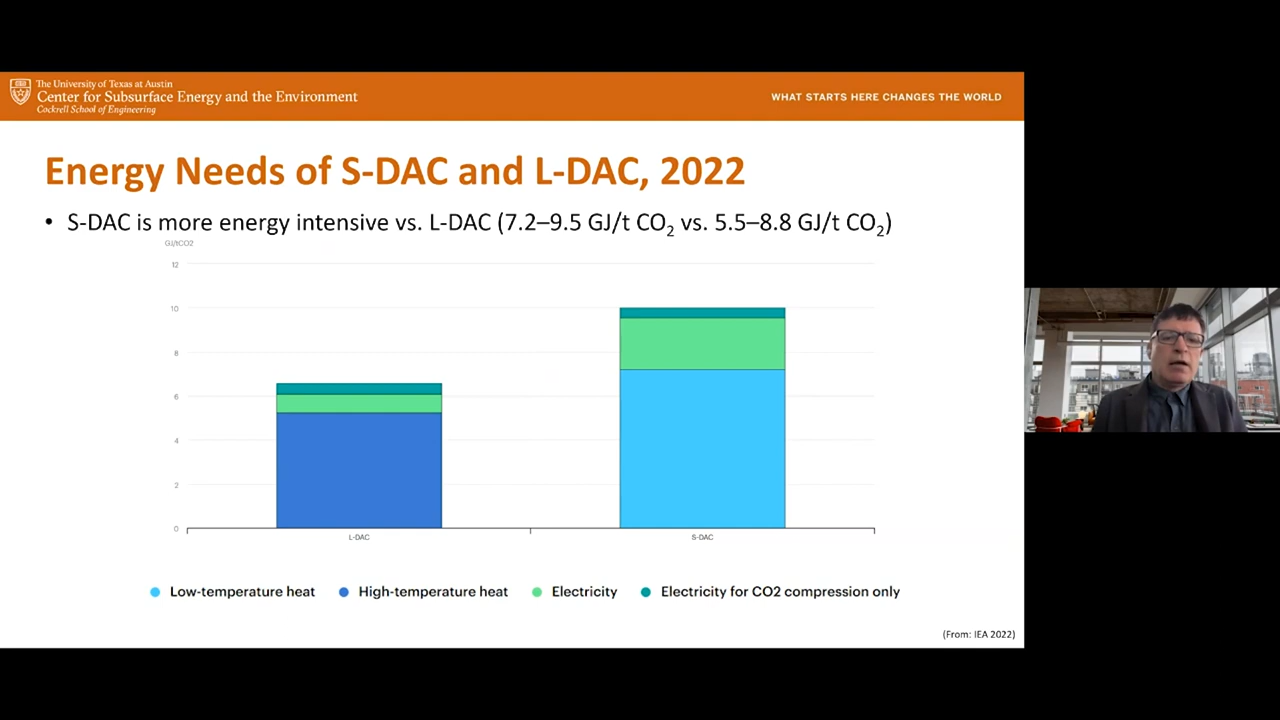 The University of Texas at Austin
Center for Subsurface Energy and the Environment
Cockrell School of Engineering
WHAT STARTS HERE CHANGES THE WORLD
Energy Needs of S-DAC and L-DAC, 2022
• S-DAC is more energy intensive vs. L-DAC (7.2–9.5 GJ/t CO₂ vs. 5.5–8.8 GJ/t CO₂)
GJ/tCO2
12
10
8
6
4
2
0
L-DAC
S-DAC
Low-temperature heat
High-temperature heat
Electricity
Electricity for CO2 compression only
(From: IEA 2022)